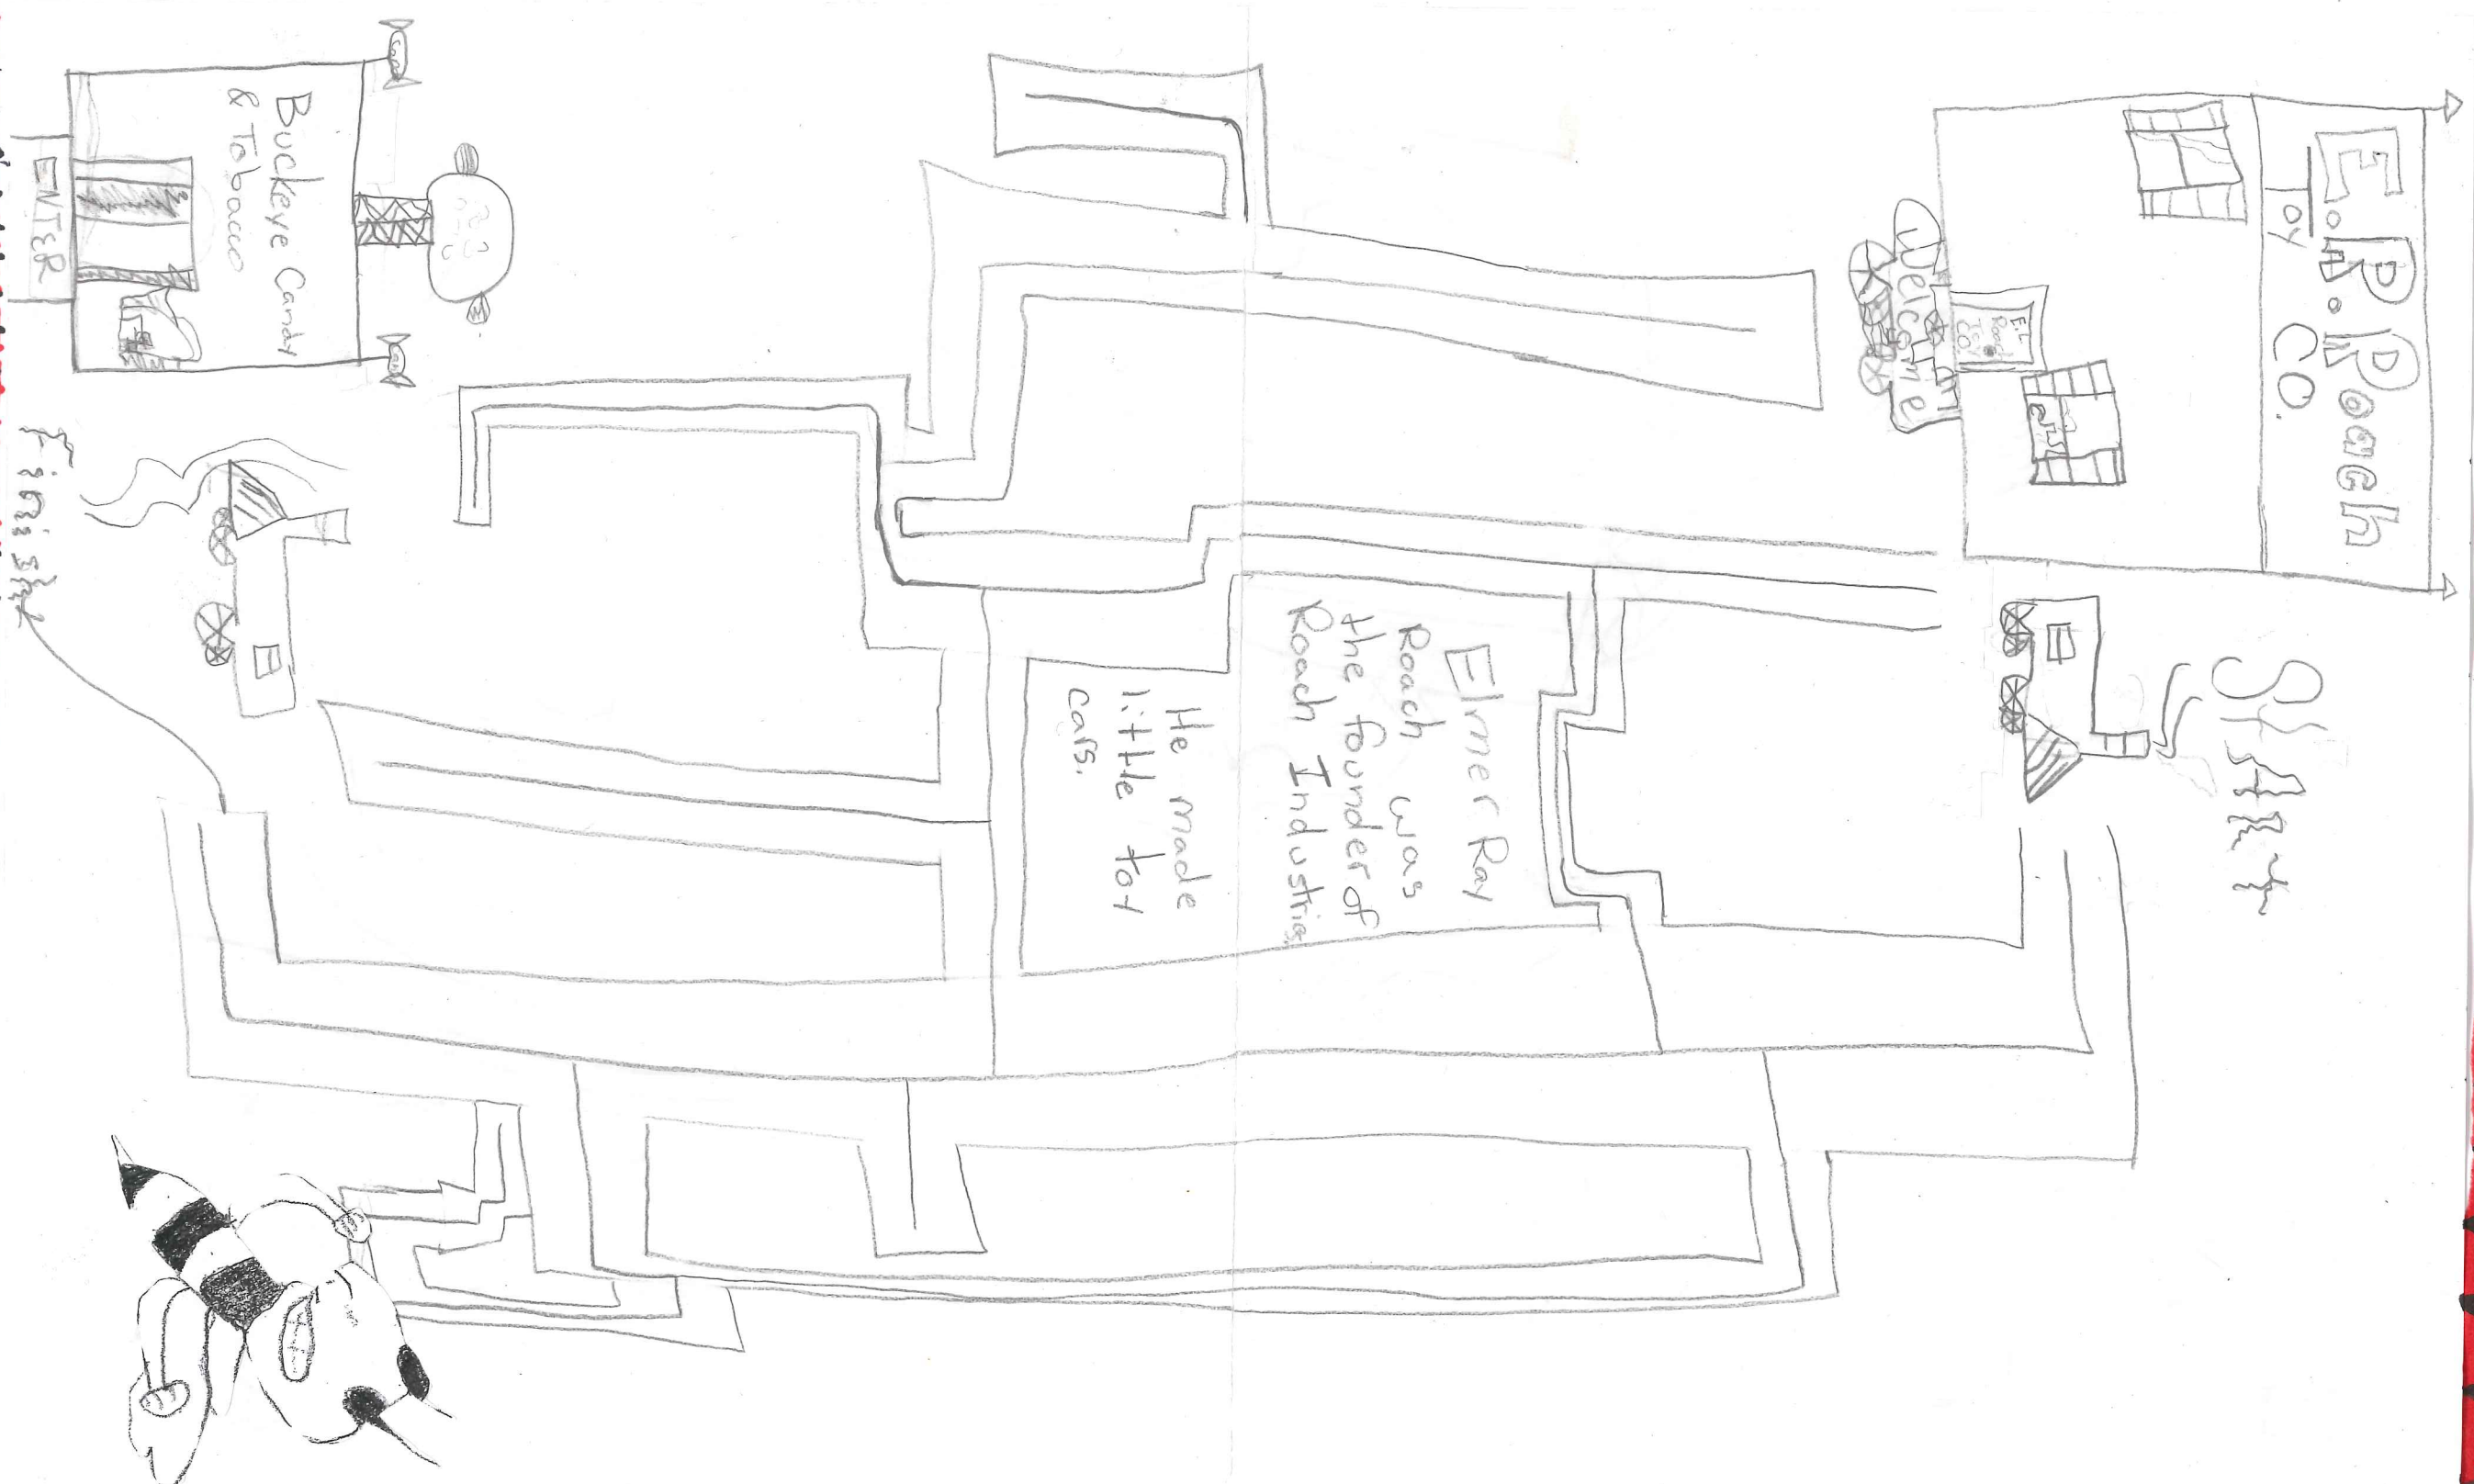 E.R.Roach
Toy CO.
Welcome
StARt
Elmer Ray
Roach was
the founder of
Roach Industries
He made
little toy
cars.
Buckeye Candy
& Tobacco
ENTER
Finish